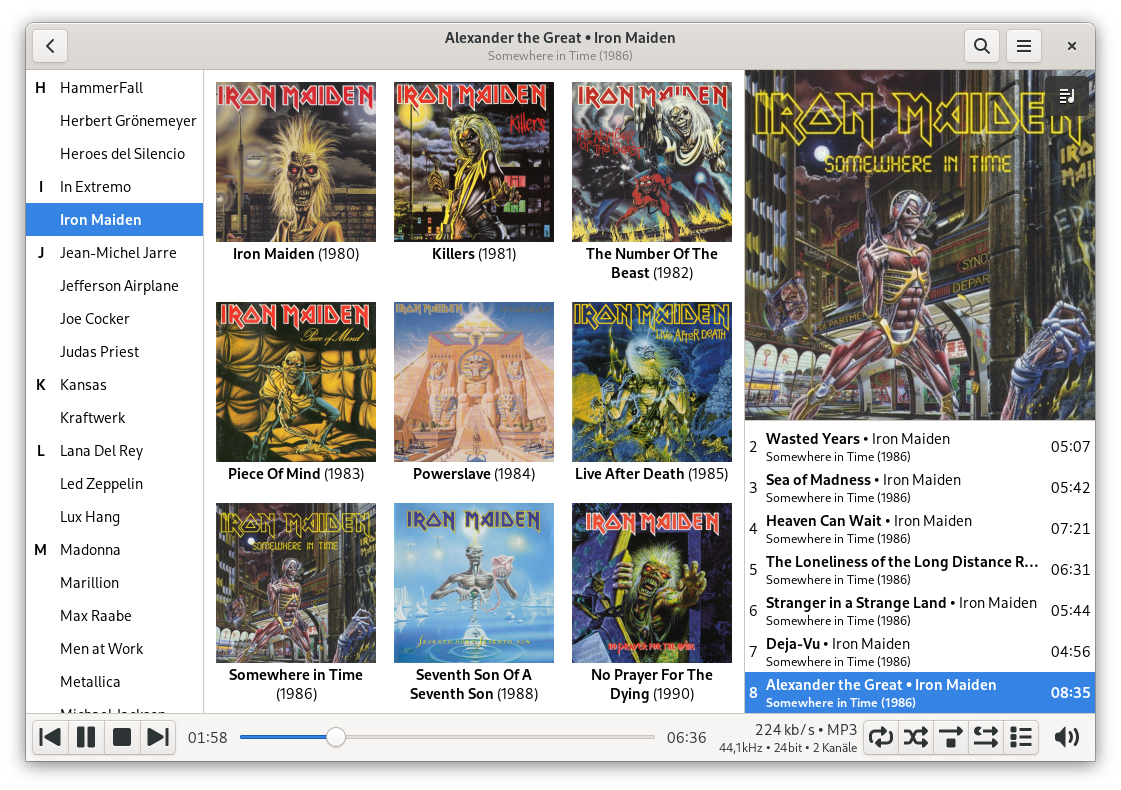 Alexander the Great • Iron Maiden
Somewhere in Time (1986)
H HammerFall
Herbert Grönemeyer
Heroes del Silencio
I In Extremo
Iron Maiden
J Jean-Michel Jarre
Jefferson Airplane
Joe Cocker
Judas Priest
K Kansas
Kraftwerk
L Lana Del Rey
Led Zeppelin
Lux Hang
M Madonna
Marillion
Max Raabe
Men at Work
Metallica
IRON MAIDEN
Iron Maiden (1980)
IRON MAIDEN
Killers
Killers (1981)
IRON MAIDEN
The Number
of the Beast
The Number Of The
Beast (1982)
IRON MAIDEN
Piece of Mind
Piece Of Mind (1983)
IRON MAIDEN
Powerslave (1984)
IRON MAIDEN
LIVE AFTER DEATH
Live After Death (1985)
IRON MAIDEN
SOMEWHERE IN TIME
Somewhere in Time
(1986)
IRON MAIDEN
SEVENTH SON OF A SEVENTH SON
Seventh Son Of A
Seventh Son (1988)
IRON MAIDEN
NO PRAYER FOR THE DYING
No Prayer For The
Dying (1990)
IRON MAIDEN
SOMEWHERE IN TIME
2 Wasted Years • Iron Maiden 05:07
Somewhere in Time (1986)
3 Sea of Madness • Iron Maiden 05:42
Somewhere in Time (1986)
4 Heaven Can Wait • Iron Maiden 07:21
Somewhere in Time (1986)
5 The Loneliness of the Long Distance R… 06:31
Somewhere in Time (1986)
6 Stranger in a Strange Land • Iron Maiden 05:44
Somewhere in Time (1986)
7 Deja-Vu • Iron Maiden 04:56
Somewhere in Time (1986)
8 Alexander the Great • Iron Maiden 08:35
Somewhere in Time (1986)
01:58
06:36
224 kb/s • MP3
44,1kHz • 24bit • 2 Kanäle